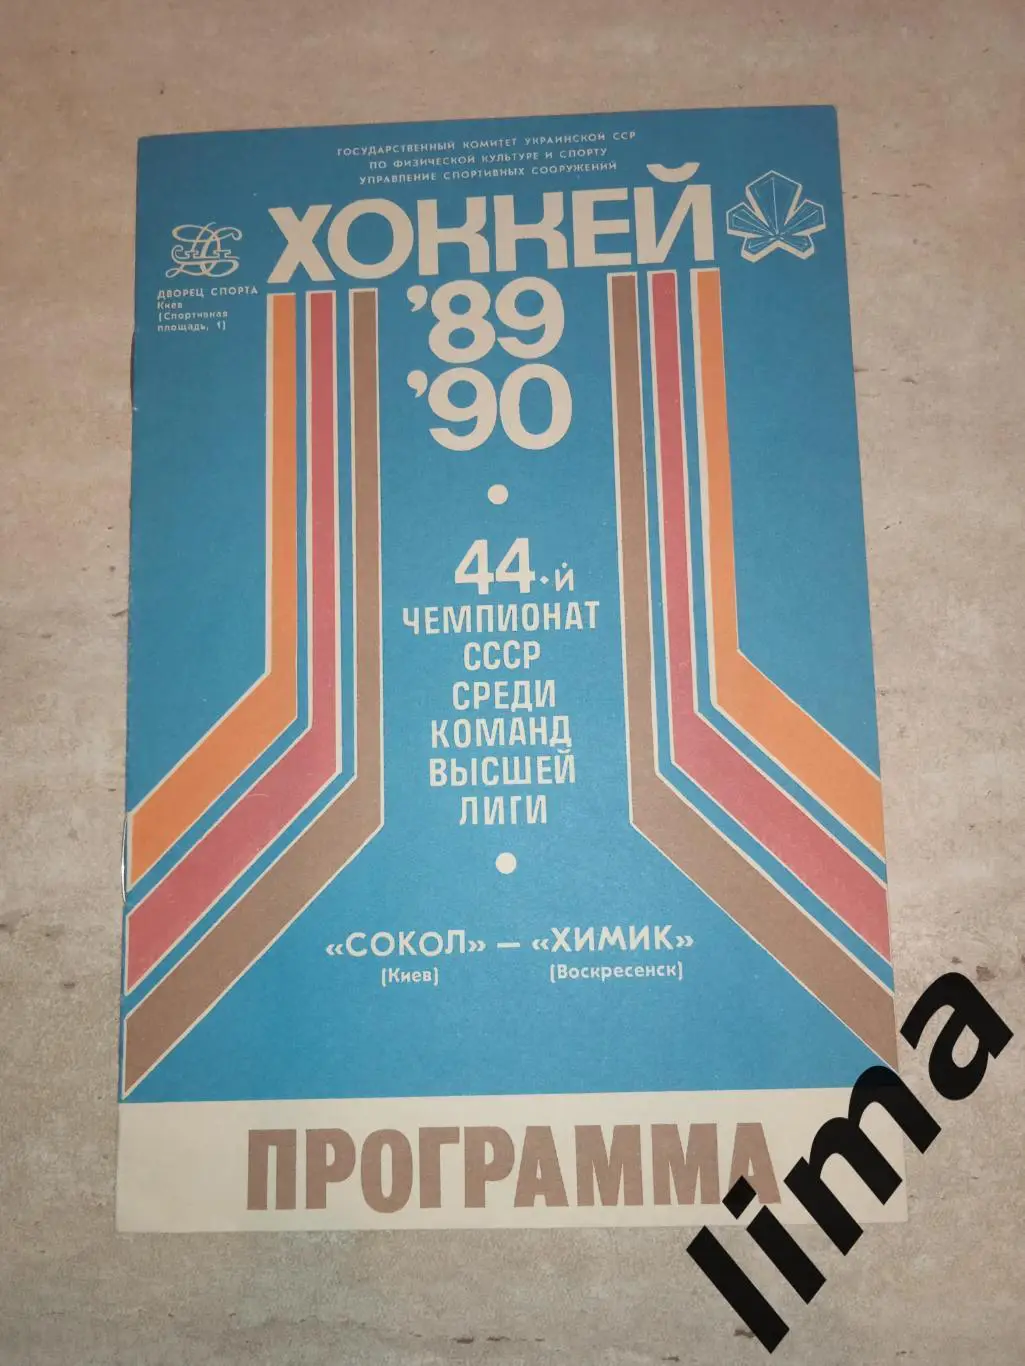 ГОСУДАРСТВЕННЫЙ КОМИТЕТ УКРАИНСКОЙ ССР
ПО ФИЗИЧЕСКОЙ КУЛЬТУРЕ И СПОРТУ
УПРАВЛЕНИЕ СПОРТИВНЫХ СООРУЖЕНИЙ
ХОККЕЙ
'89
'90
ДВОРЕЦ СПОРТА
Киев
(Спортивная
площадь, 1)
44-й
ЧЕМПИОНАТ
СССР
СРЕДИ
КОМАНД
ВЫСШЕЙ
ЛИГИ
«СОКОЛ» — «ХИМИК»
(Киев) (Воскресенск)
ПРОГРАММА
lima